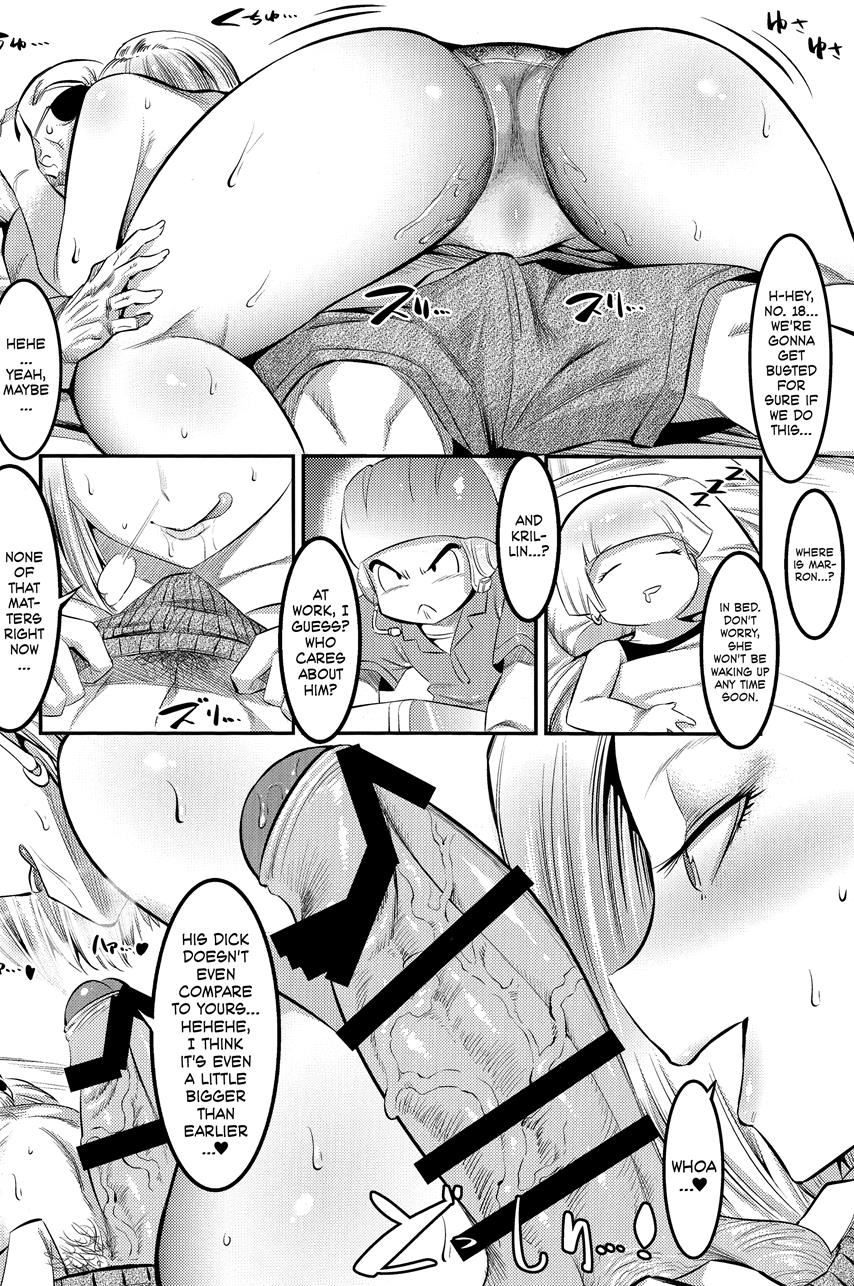 ゆさ
ゆさ
くちゅ…
ズリ…
ズリ…
H-HEY,
NO. 18...
WE'RE
GONNA
GET
BUSTED
FOR
SURE IF
WE DO
THIS...
HEHE
...
YEAH,
MAYBE
...
WHERE
IS MAR-
RON...?
ZZZ
IN BED.
DON'T
WORRY,
SHE
WON'T BE
WAKING UP
ANY TIME
SOON.
AND
KRIL-
LIN...?
AT
WORK, I
GUESS?
WHO
CARES
ABOUT
HIM?
NONE
OF
THAT
MAT-
TERS
RIGHT
NOW
...
ズリ…
WHOA
...♥
HIS DICK
DOESN'T
EVEN
COMPARE
TO YOURS...
HEHEHE,
I THINK
IT'S EVEN
A LITTLE
BIGGER
THAN
EARLIER
...♥
ハァ…♥